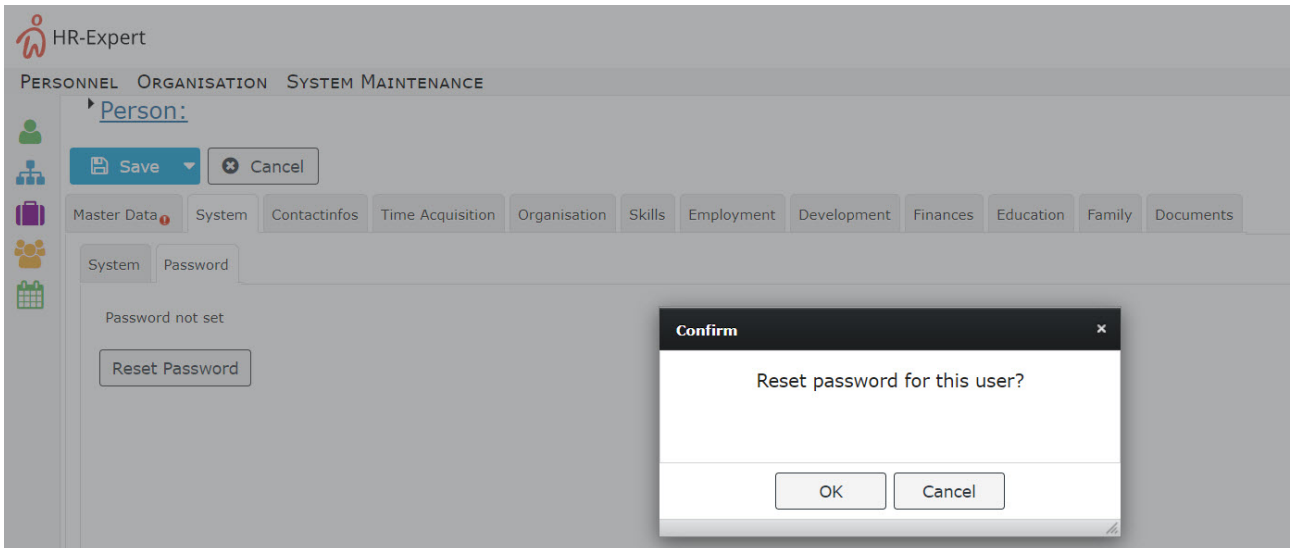 HR-Expert
PERSONNEL ORGANISATION SYSTEM MAINTENANCE
Person:
Save Cancel
Master Data System Contactinfos Time Acquisition Organisation Skills Employment Development Finances Education Family Documents
System Password
Password not set
Reset Password
Confirm
Reset password for this user?
OK Cancel